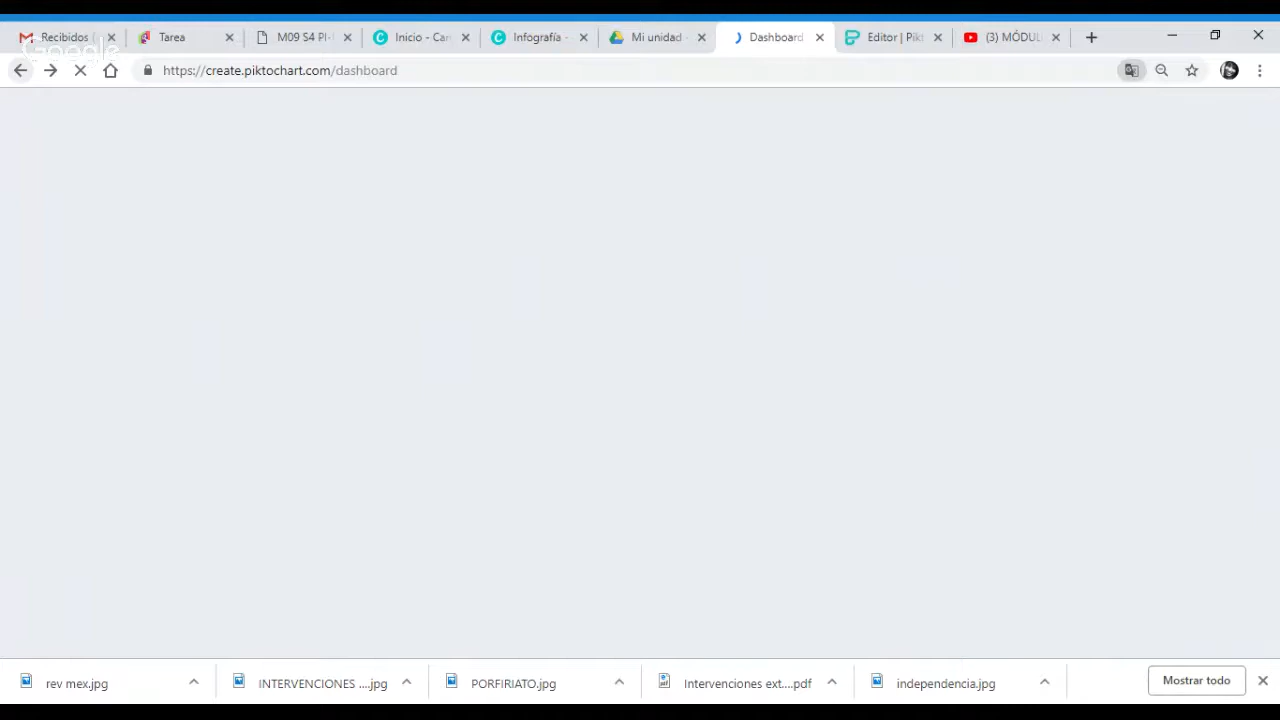 Recibidos
Tarea
M09 S4 PI-
Inicio - Can
Infografía -
Mi unidad -
Dashboard
Editor | Pikt
(3) MÓDUL
Google
https://create.piktochart.com/dashboard
rev mex.jpg
INTERVENCIONES ....jpg
PORFIRIATO.jpg
Intervenciones ext....pdf
independencia.jpg
Mostrar todo